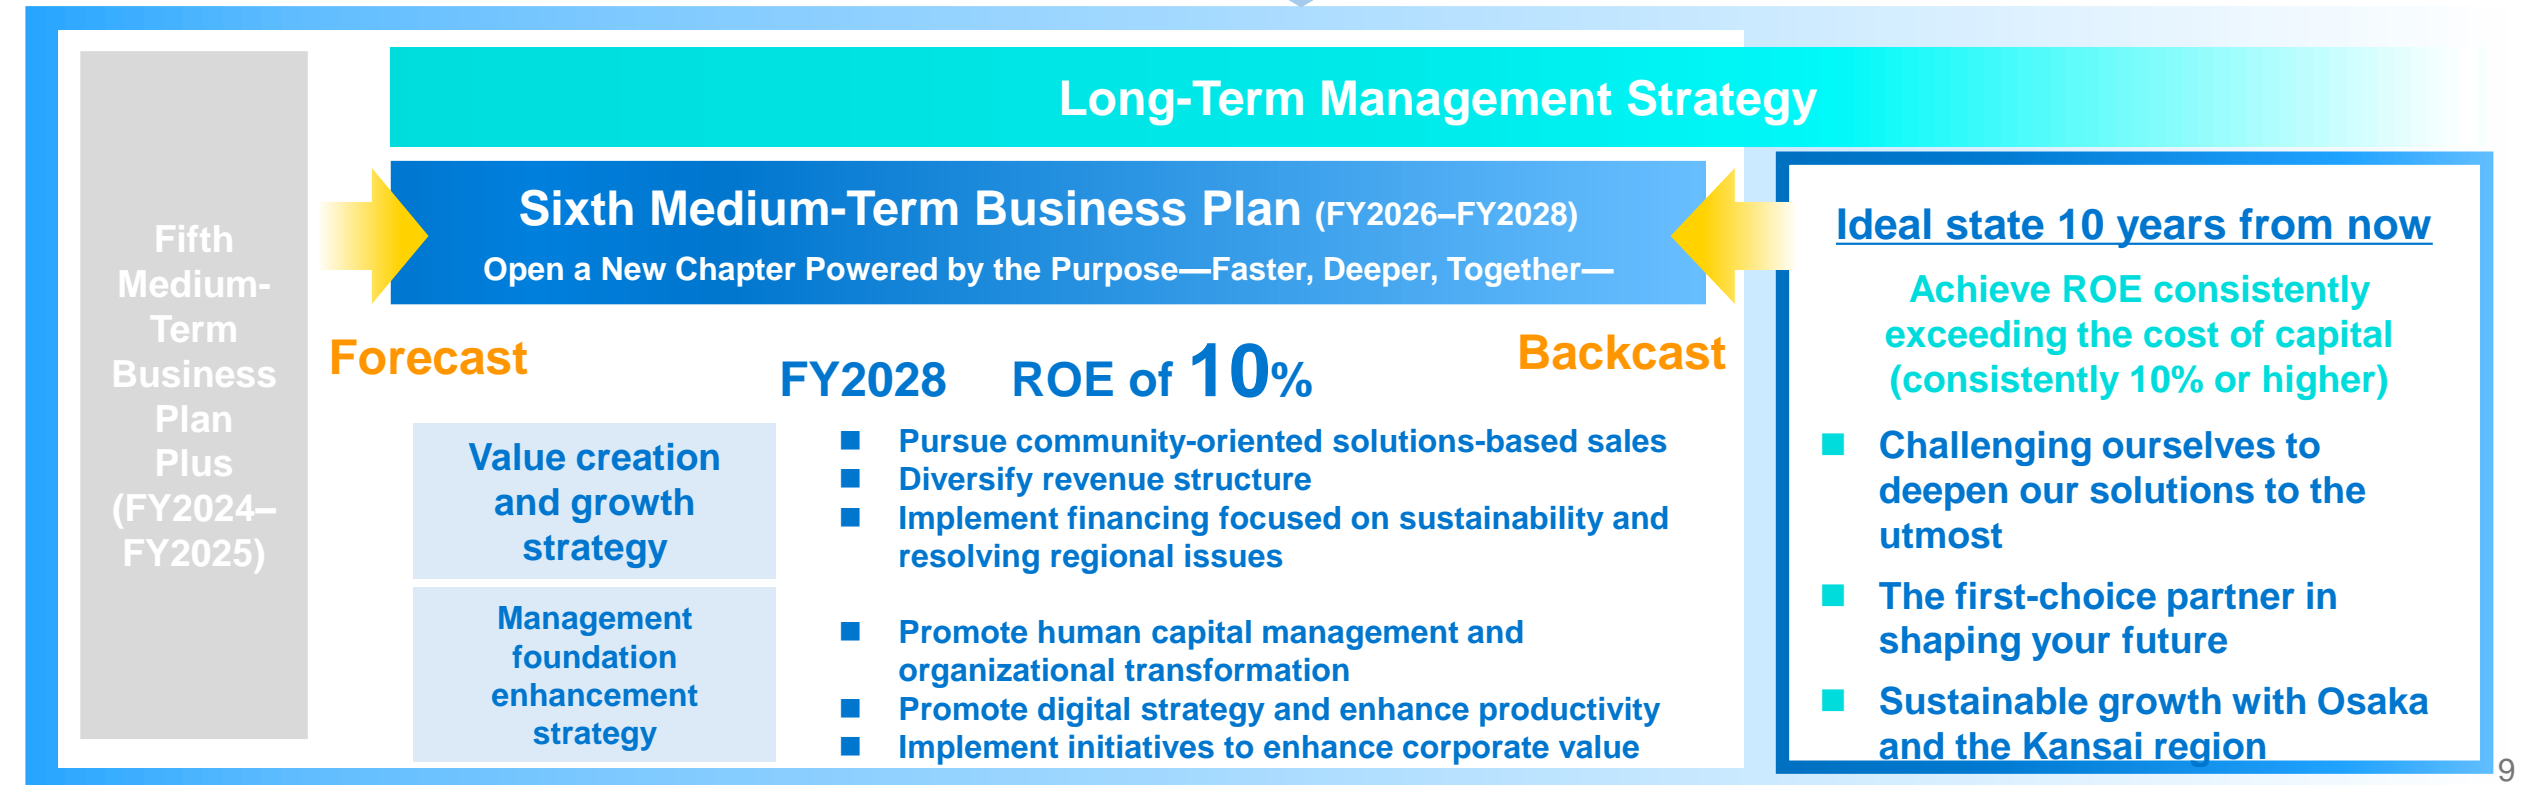 Long-Term Management Strategy
Fifth
Medium-
Term
Business
Plan
Plus
(FY2024–
FY2025)
Sixth Medium-Term Business Plan (FY2026–FY2028)
Open a New Chapter Powered by the Purpose—Faster, Deeper, Together—
Forecast
Backcast
FY2028 ROE of 10%
Value creation
and growth
strategy
■ Pursue community-oriented solutions-based sales
■ Diversify revenue structure
■ Implement financing focused on sustainability and
resolving regional issues
Management
foundation
enhancement
strategy
■ Promote human capital management and
organizational transformation
■ Promote digital strategy and enhance productivity
■ Implement initiatives to enhance corporate value
Ideal state 10 years from now
Achieve ROE consistently
exceeding the cost of capital
(consistently 10% or higher)
■ Challenging ourselves to
deepen our solutions to the
utmost
■ The first-choice partner in
shaping your future
■ Sustainable growth with Osaka
and the Kansai region
9